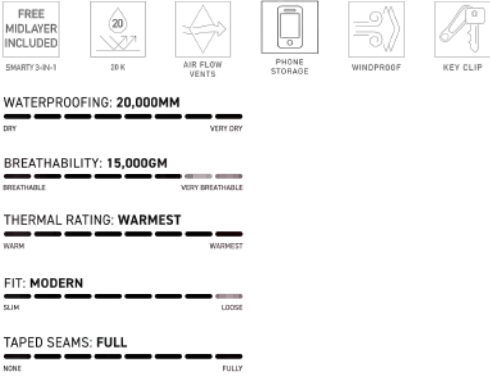 FREE
MIDLAYER
INCLUDED
SMARTY 3-IN-1
20
20 K
AIR FLOW
VENTS
PHONE
STORAGE
WINDPROOF
KEY CLIP
WATERPROOFING: 20,000MM
DRY VERY DRY
BREATHABILITY: 15,000GM
BREATHABLE VERY BREATHABLE
THERMAL RATING: WARMEST
WARM WARMEST
FIT: MODERN
SLIM LOOSE
TAPED SEAMS: FULL
NONE FULLY